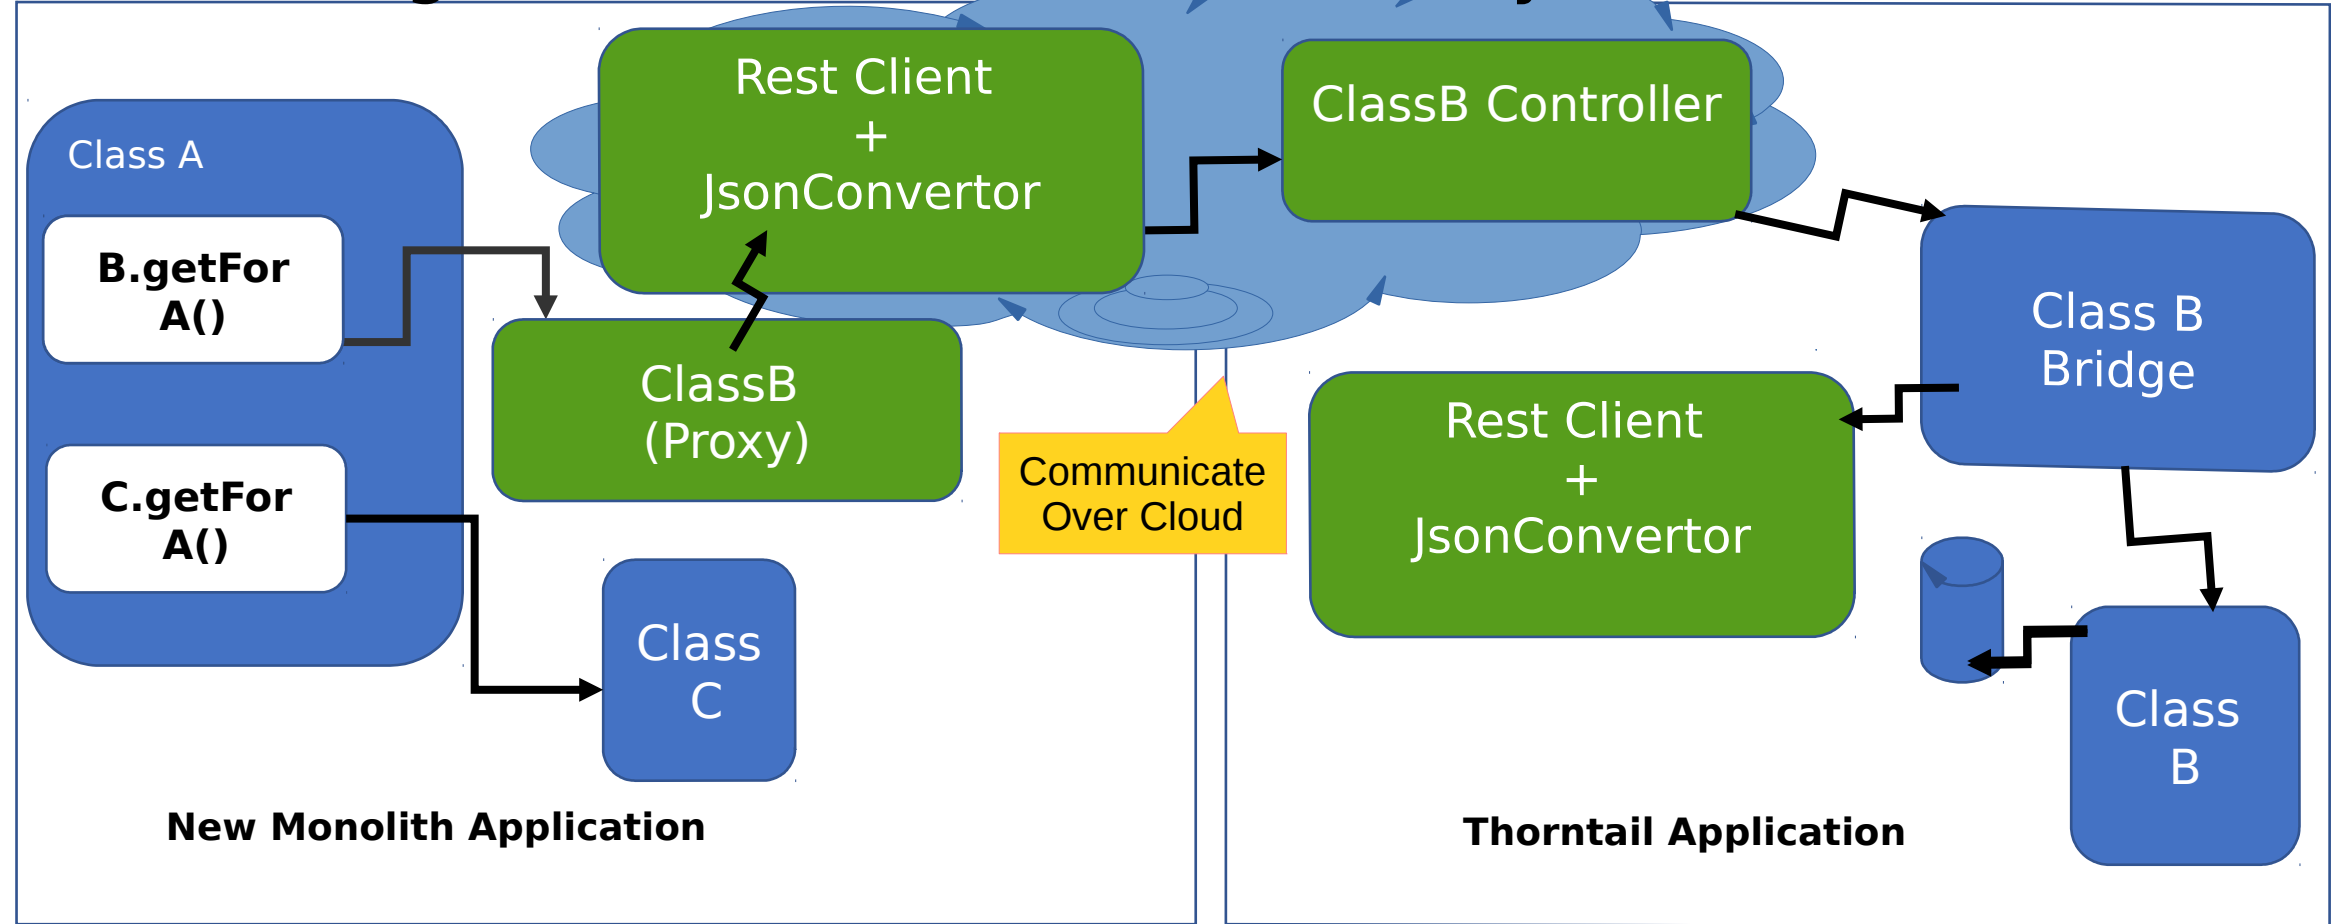 Rest Client
+
JsonConvertor
ClassB Controller
Class A
B.getFor
A()
C.getFor
A()
ClassB
(Proxy)
Communicate
Over Cloud
Class
C
New Monolith Application
Class B
Bridge
Rest Client
+
JsonConvertor
Class
B
Thorntail Application